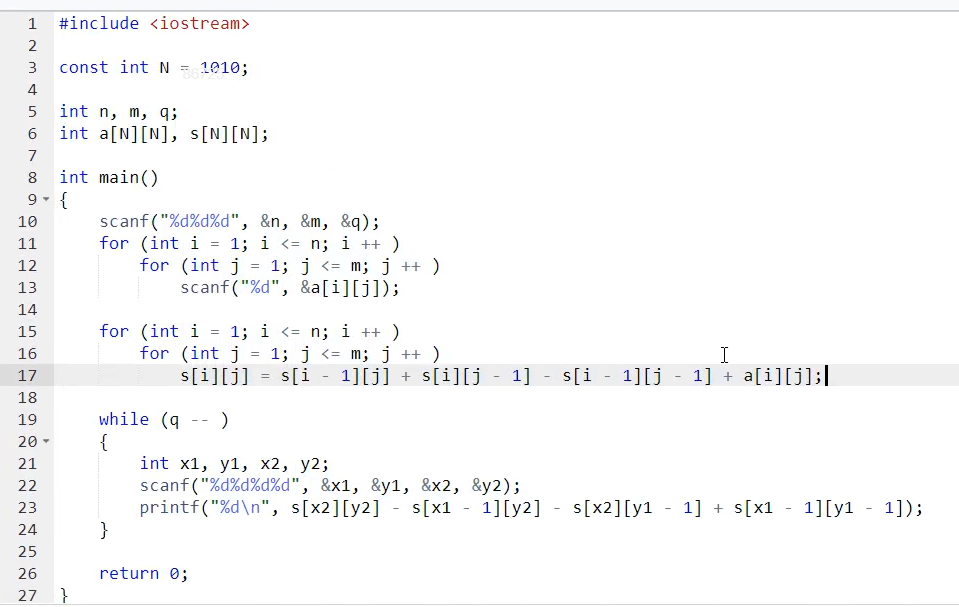 1 #include <iostream>
2
3 const int N = 1010;
4
5 int n, m, q;
6 int a[N][N], s[N][N];
7
8 int main()
9 {
10     scanf("%d%d%d", &n, &m, &q);
11     for (int i = 1; i <= n; i ++ )
12         for (int j = 1; j <= m; j ++ )
13             scanf("%d", &a[i][j]);
14
15     for (int i = 1; i <= n; i ++ )
16         for (int j = 1; j <= m; j ++ )
17             s[i][j] = s[i - 1][j] + s[i][j - 1] - s[i - 1][j - 1] + a[i][j];
18
19     while (q -- )
20     {
21         int x1, y1, x2, y2;
22         scanf("%d%d%d%d", &x1, &y1, &x2, &y2);
23         printf("%d\n", s[x2][y2] - s[x1 - 1][y2] - s[x2][y1 - 1] + s[x1 - 1][y1 - 1]);
24     }
25
26     return 0;
27 }